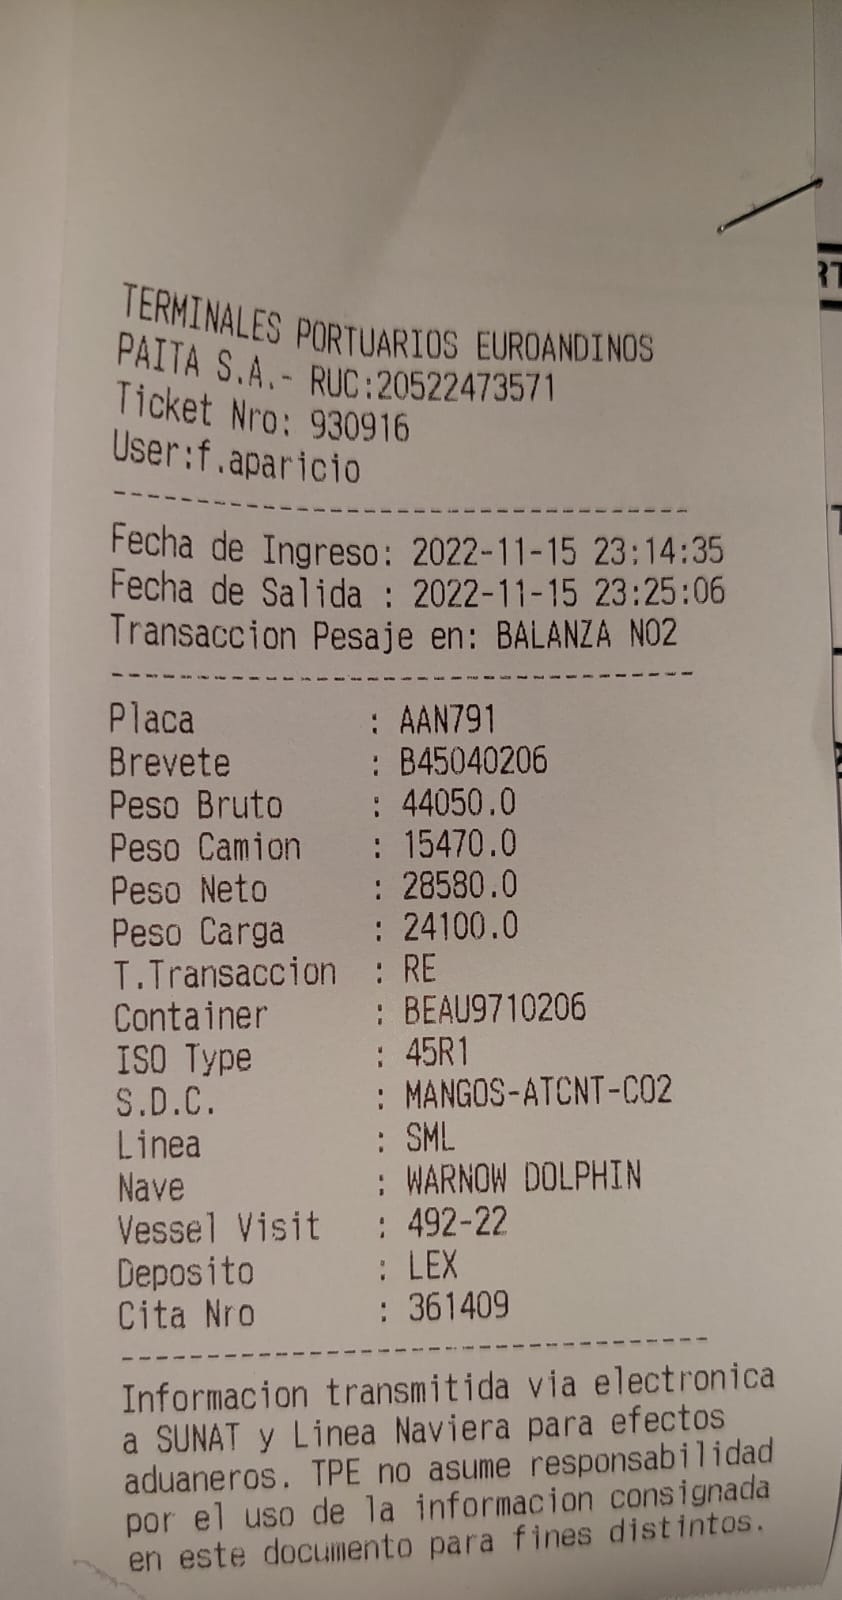 TERMINALES PORTUARIOS EUROANDINOS
PAITA S.A.- RUC:20522473571
Ticket Nro: 930916
User:f.aparicio
Fecha de Ingreso: 2022-11-15 23:14:35
Fecha de Salida : 2022-11-15 23:25:06
Transaccion Pesaje en: BALANZA NO2
Placa : AAN791
Brevete : B45040206
Peso Bruto : 44050.0
Peso Camion : 15470.0
Peso Neto : 28580.0
Peso Carga : 24100.0
T.Transaccion : RE
Container : BEAU9710206
ISO Type : 45R1
S.D.C. : MANGOS-ATCNT-CO2
Linea : SML
Nave : WARNOW DOLPHIN
Vessel Visit : 492-22
Deposito : LEX
Cita Nro : 361409
Informacion transmitida via electronica
a SUNAT y Linea Naviera para efectos
aduaneros. TPE no asume responsabilidad
por el uso de la informacion consignada
en este documento para fines distintos.